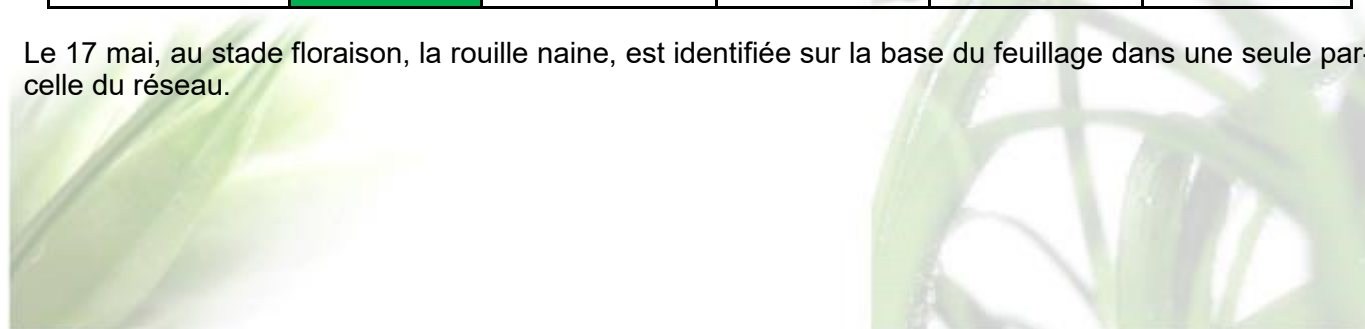 Le 17 mai, au stade floraison, la rouille naine, est identifiée sur la base du feuillage dans une seule par-
celle du réseau.